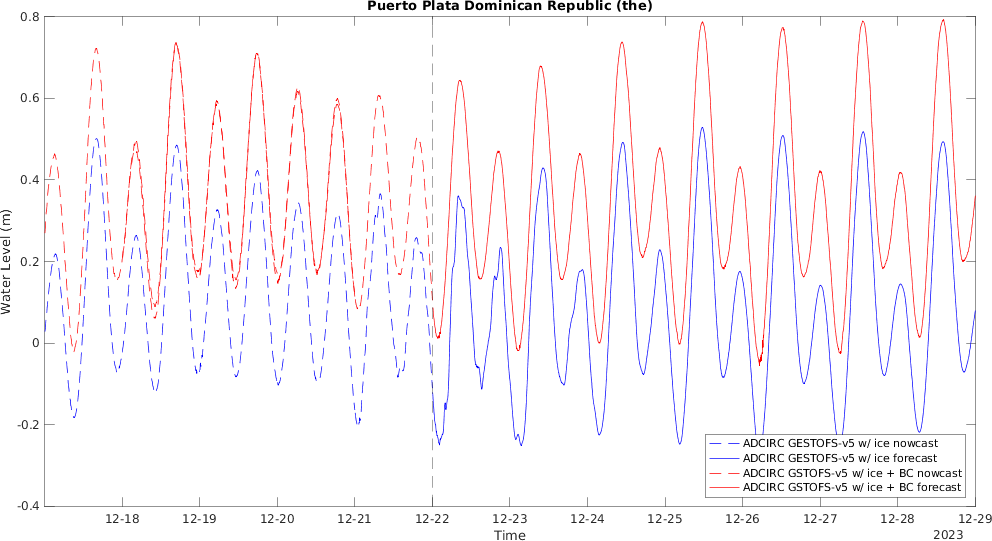 Puerto Plata Dominican Republic (the)
0.8
0.6
0.4
0.2
0
-0.2
-0.4
Water Level (m)
ADCIRC GESTOFS-v5 w/ ice nowcast
ADCIRC GESTOFS-v5 w/ ice forecast
ADCIRC GSTOFS-v5 w/ ice + BC nowcast
ADCIRC GSTOFS-v5 w/ ice + BC forecast
12-18 12-19 12-20 12-21 12-22 12-23 12-24 12-25 12-26 12-27 12-28 12-29
Time
2023